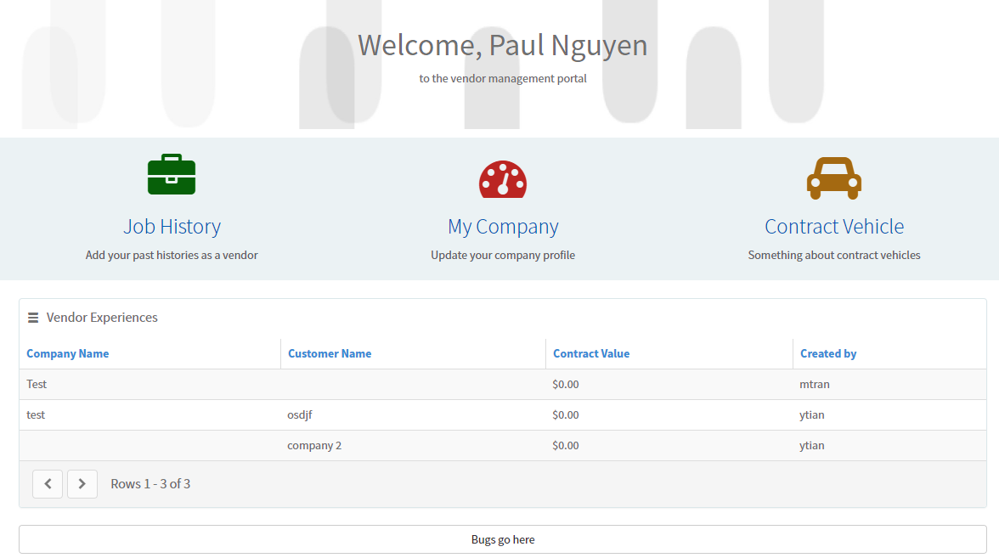 Welcome, Paul Nguyen
to the vendor management portal
Job History
Add your past histories as a vendor
My Company
Update your company profile
Contract Vehicle
Something about contract vehicles
Vendor Experiences
Company Name Customer Name Contract Value Created by
Test $0.00 mtran
test osdjf $0.00 ytian
company 2 $0.00 ytian
Rows 1 - 3 of 3
Bugs go here